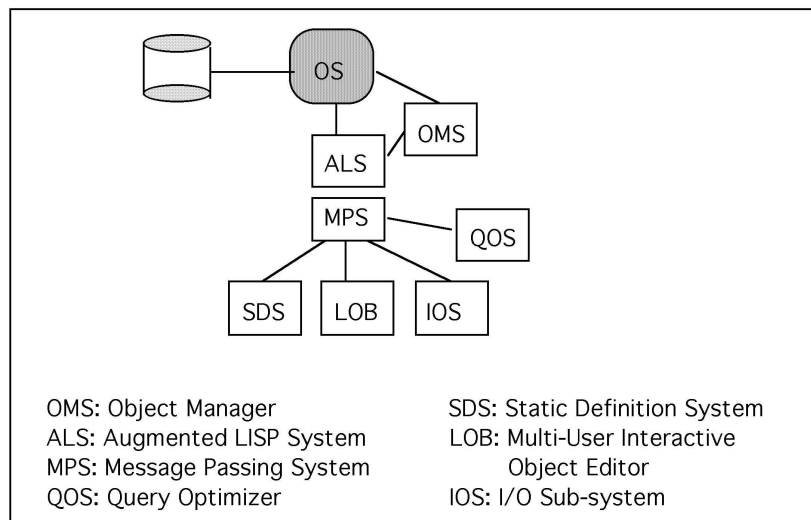 OS
OMS
ALS
MPS
QOS
SDS LOB IOS
OMS: Object Manager
ALS: Augmented LISP System
MPS: Message Passing System
QOS: Query Optimizer
SDS: Static Definition System
LOB: Multi-User Interactive
Object Editor
IOS: I/O Sub-system